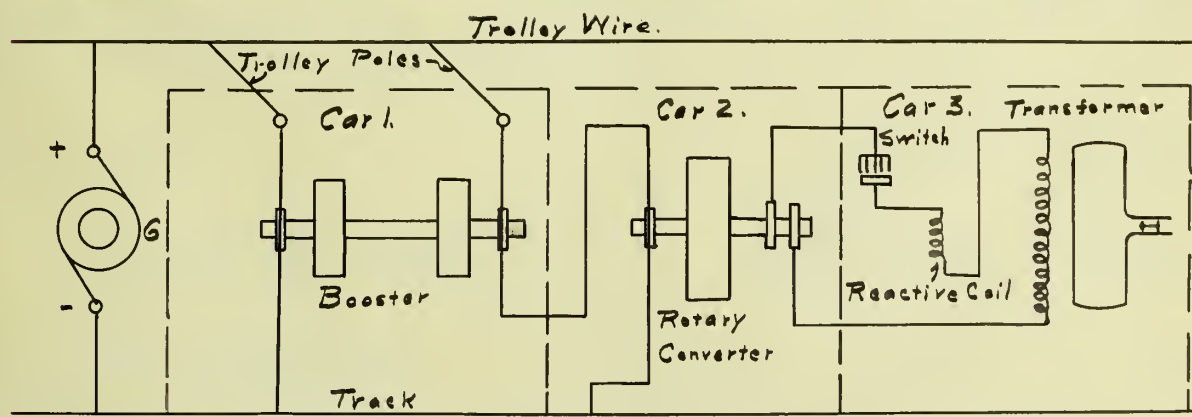 Trolley Wire.
Trolley Poles
Car 1.
Car 2.
Car 3.
Transformer
Switch
+
G
-
Booster
Reactive Coil
Rotary
Converter
Track